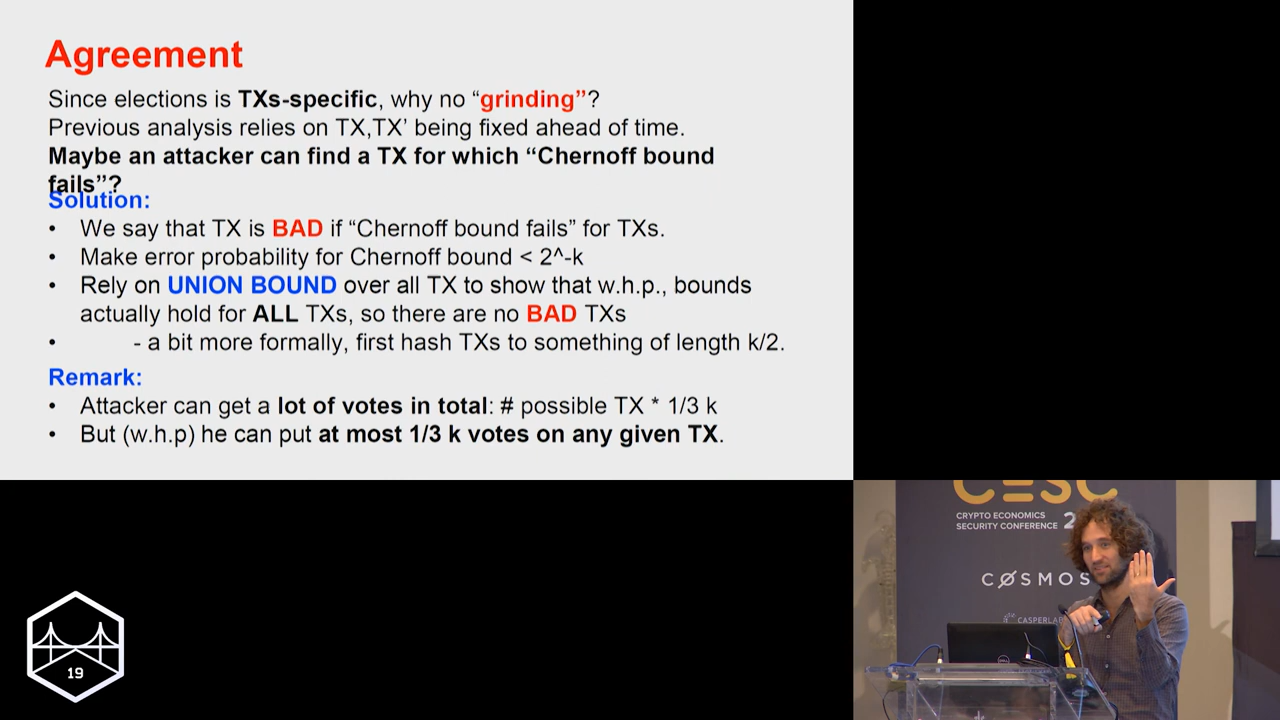 Agreement
Since elections is TXs-specific, why no “grinding”?
Previous analysis relies on TX,TX’ being fixed ahead of time.
Maybe an attacker can find a TX for which “Chernoff bound
fails”?
Solution:
• We say that TX is BAD if “Chernoff bound fails” for TXs.
• Make error probability for Chernoff bound < 2^-k
• Rely on UNION BOUND over all TX to show that w.h.p., bounds
actually hold for ALL TXs, so there are no BAD TXs
• - a bit more formally, first hash TXs to something of length k/2.
Remark:
• Attacker can get a lot of votes in total: # possible TX * 1/3 k
• But (w.h.p) he can put at most 1/3 k votes on any given TX.
CESC
CRYPTO ECONOMICS
SECURITY CONFERENCE 2
CØSMOS
CASPERLA
DELL
19